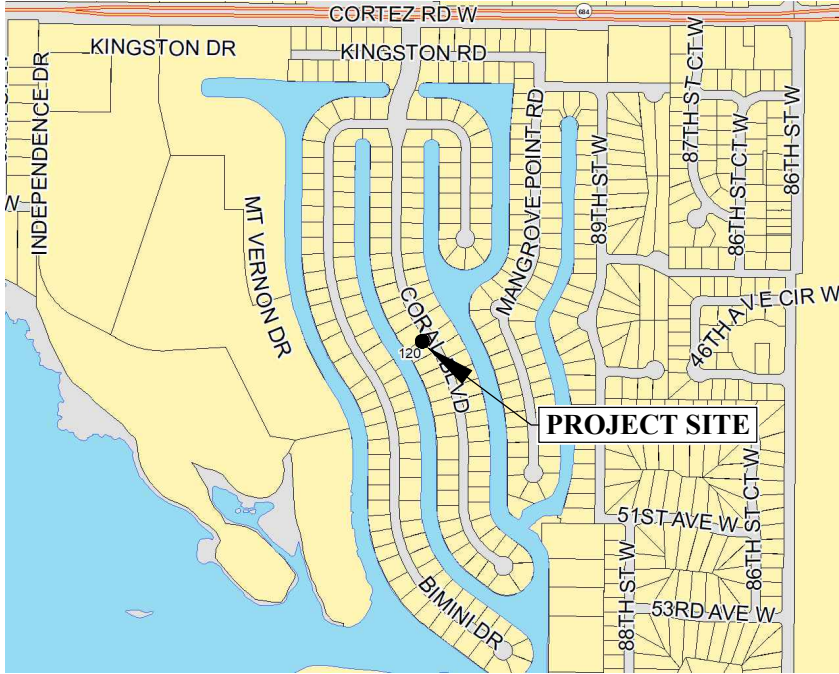 CORTEZ RD W
684
KINGSTON DR
KINGSTON RD
INDEPENDENCE DR
W
MT VERNON DR
MANGROVE POINT RD
89TH ST W
87TH ST CT W
86TH ST CT W
86TH ST W
46TH AVE CIR W
CORAL BLVD
120
PROJECT SITE
51ST AVE W
86TH ST CT W
53RD AVE W
88TH ST W
BIMINI DR